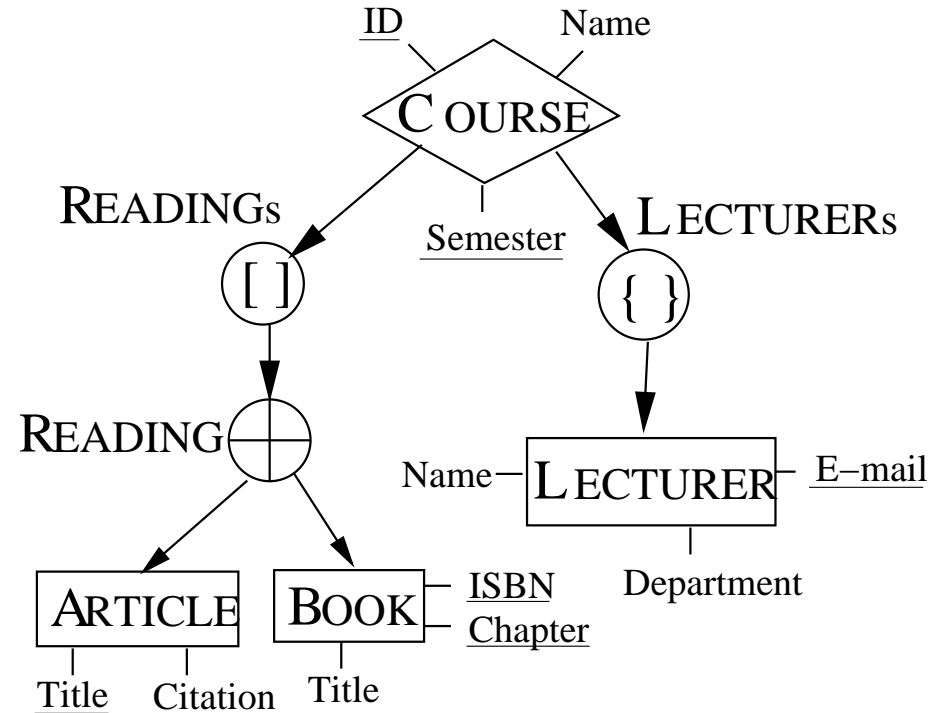 ID
Name
COURSE
READINGs
LECTURERs
Semester
[ ]
{ }
READING
Name
LECTURER
E−mail
Department
ARTICLE
BOOK
ISBN
Chapter
Title
Citation
Title